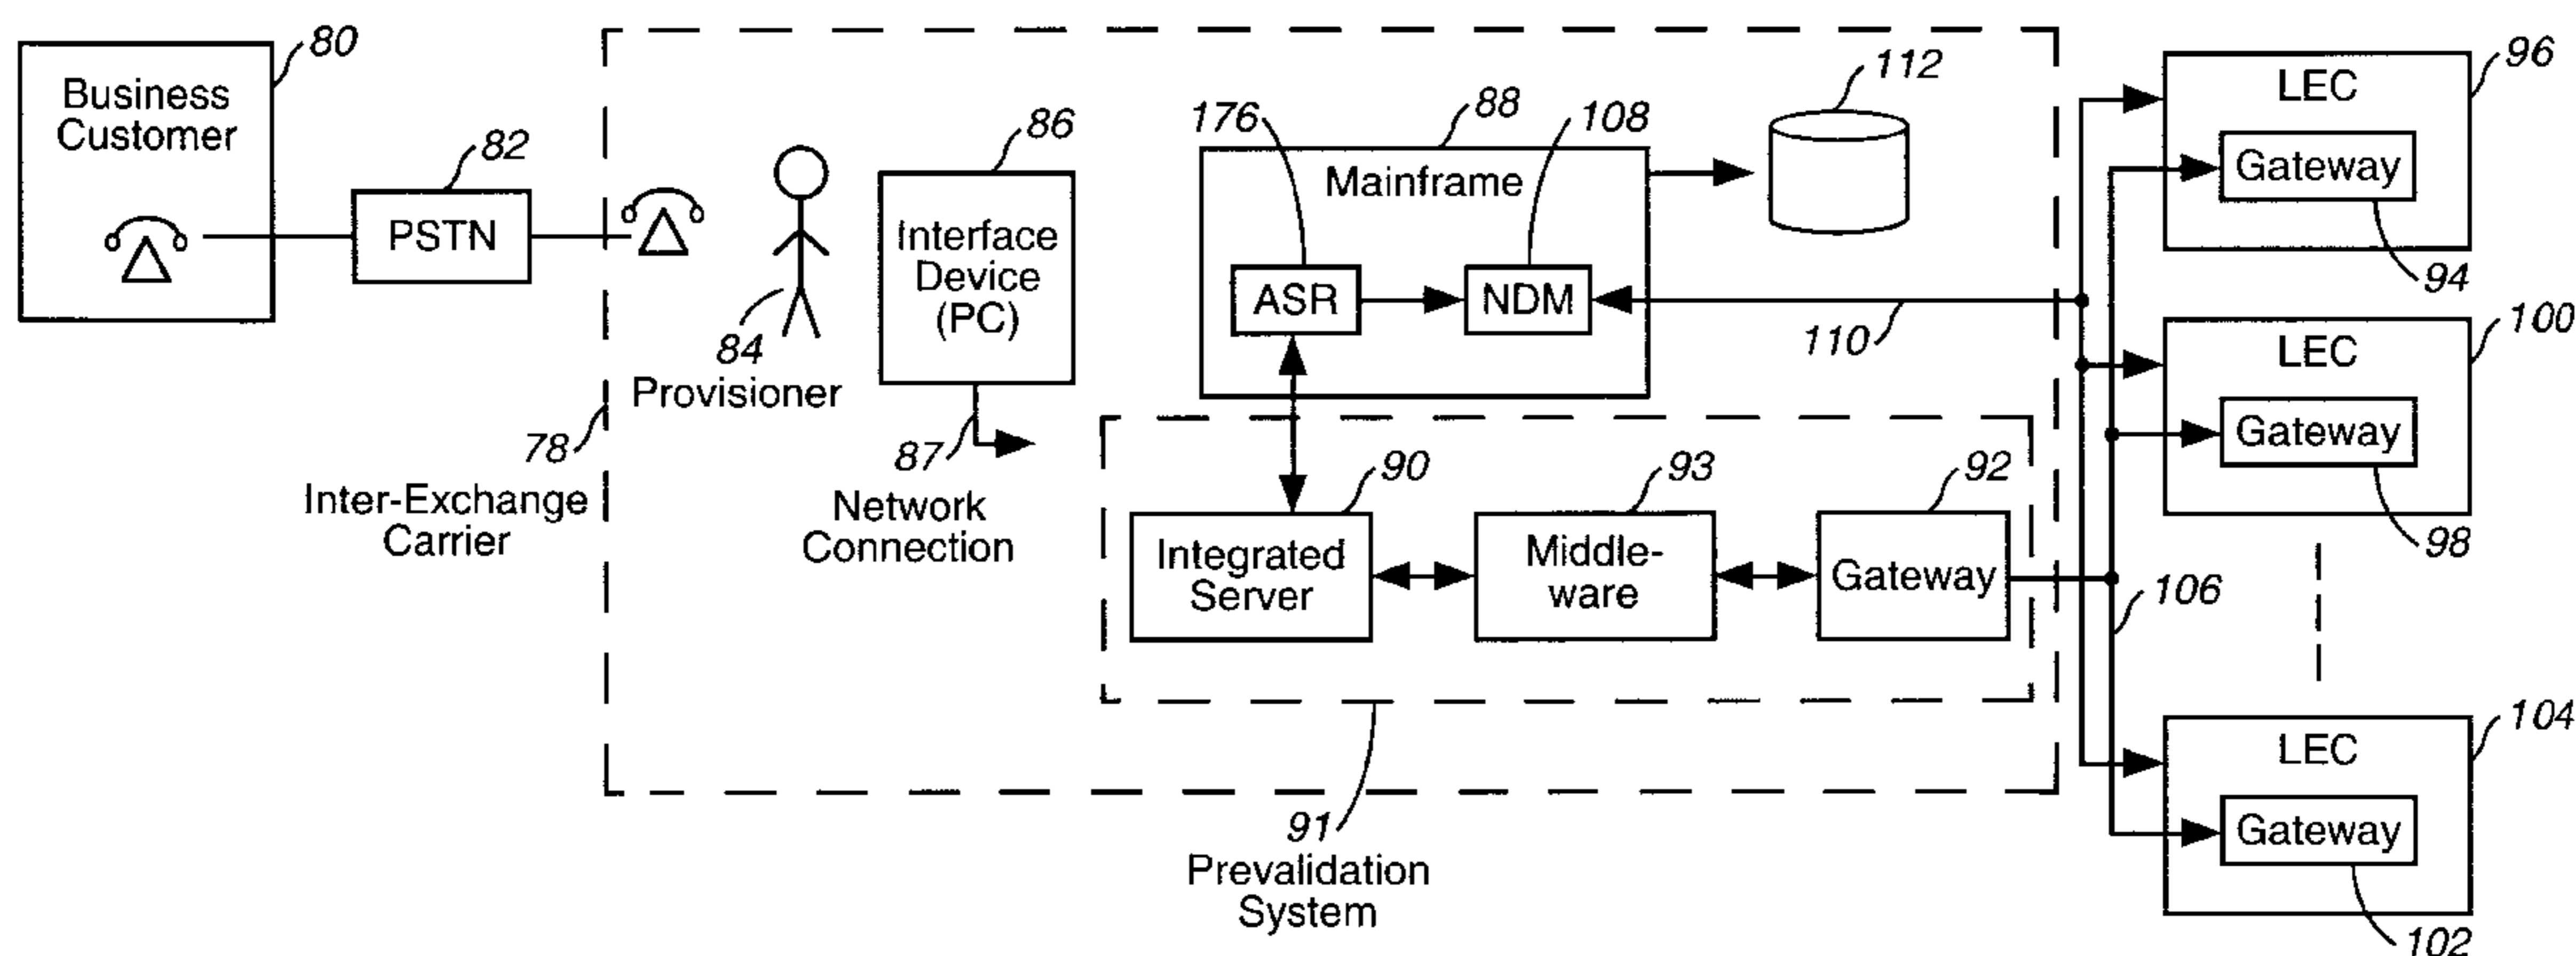 80
Business
Customer
82
PSTN
78
Inter-Exchange
Carrier
84
Provisioner
86
Interface
Device
(PC)
87
Network
Connection
176
88
108
Mainframe
ASR
NDM
112
110
90
Integrated
Server
93
Middle-
ware
92
Gateway
91
Prevalidation
System
106
96
LEC
Gateway
94
100
LEC
Gateway
98
104
LEC
Gateway
102